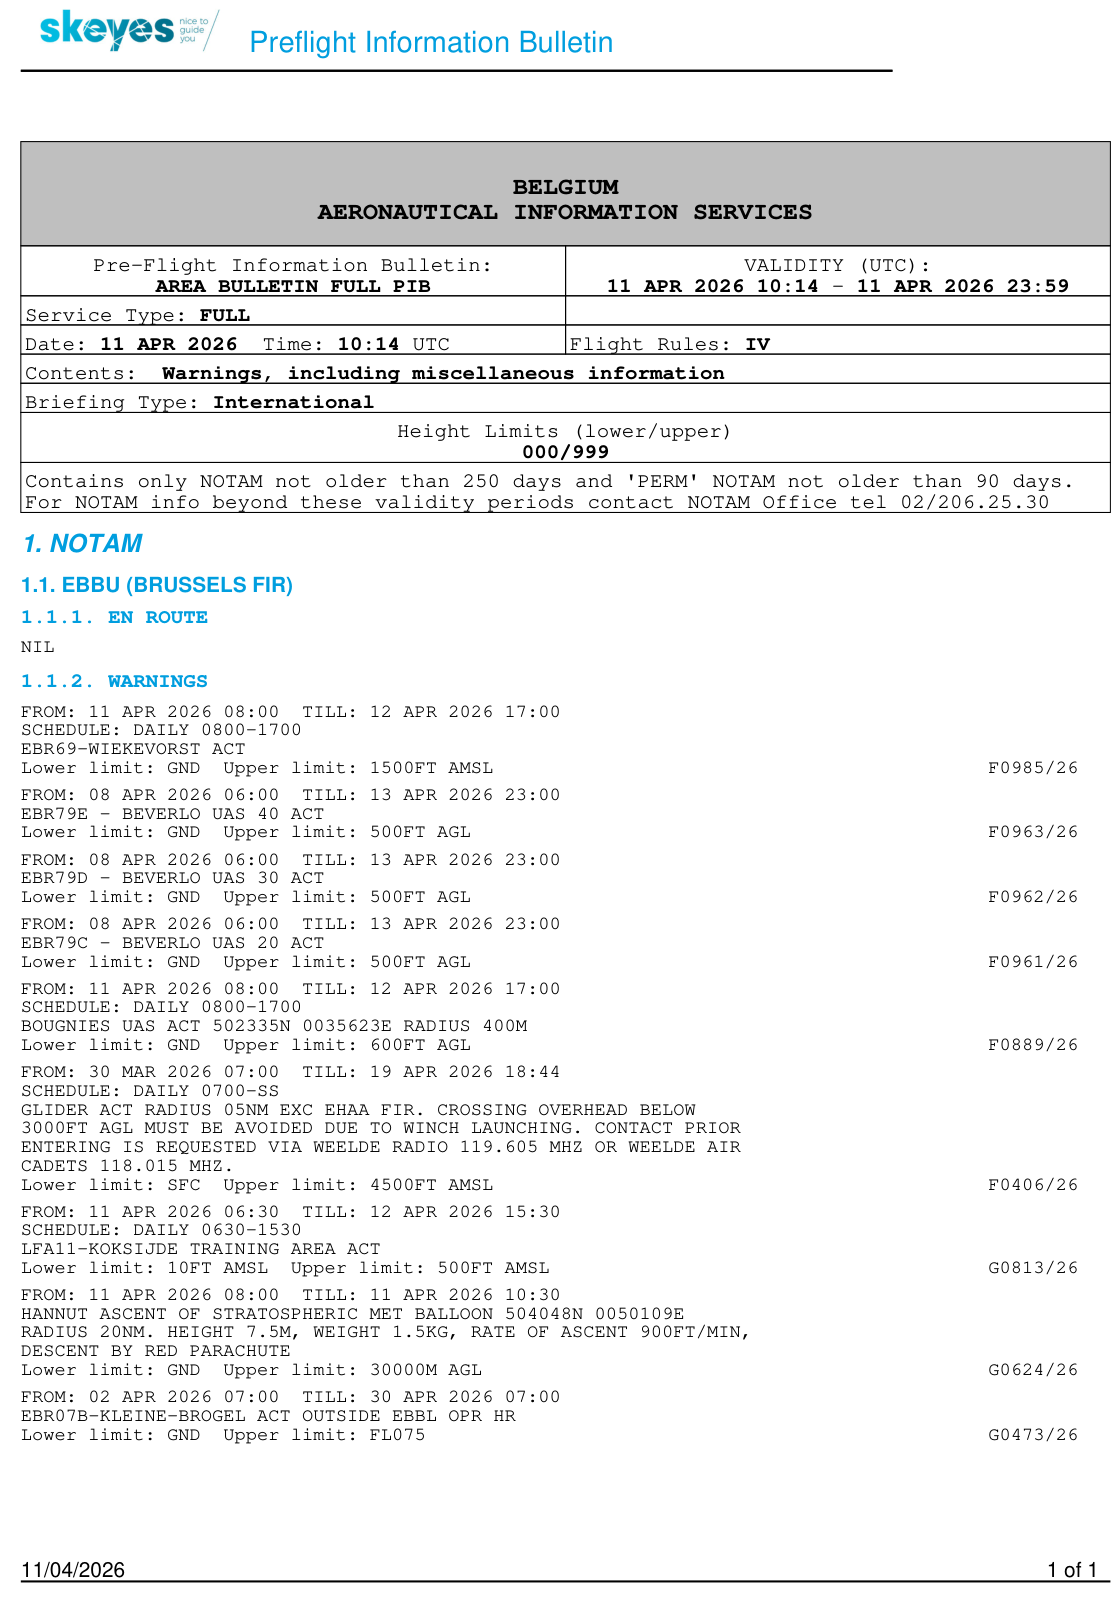 skeyes nice to guide you
Preflight Information Bulletin
BELGIUM
AERONAUTICAL INFORMATION SERVICES
Pre-Flight Information Bulletin:
AREA BULLETIN FULL PIB
VALIDITY (UTC):
11 APR 2026 10:14 - 11 APR 2026 23:59
Service Type: FULL
Date: 11 APR 2026  Time: 10:14 UTC
Flight Rules: IV
Contents:  Warnings, including miscellaneous information
Briefing Type: International
Height Limits (lower/upper)
000/999
Contains only NOTAM not older than 250 days and 'PERM' NOTAM not older than 90 days.
For NOTAM info beyond these validity periods contact NOTAM Office tel 02/206.25.30
1. NOTAM
1.1. EBBU (BRUSSELS FIR)
1.1.1. EN ROUTE
NIL
1.1.2. WARNINGS
FROM: 11 APR 2026 08:00  TILL: 12 APR 2026 17:00
SCHEDULE: DAILY 0800-1700
EBR69-WIEKEVORST ACT
Lower limit: GND  Upper limit: 1500FT AMSL F0985/26
FROM: 08 APR 2026 06:00  TILL: 13 APR 2026 23:00
EBR79E - BEVERLO UAS 40 ACT
Lower limit: GND  Upper limit: 500FT AGL F0963/26
FROM: 08 APR 2026 06:00  TILL: 13 APR 2026 23:00
EBR79D - BEVERLO UAS 30 ACT
Lower limit: GND  Upper limit: 500FT AGL F0962/26
FROM: 08 APR 2026 06:00  TILL: 13 APR 2026 23:00
EBR79C - BEVERLO UAS 20 ACT
Lower limit: GND  Upper limit: 500FT AGL F0961/26
FROM: 11 APR 2026 08:00  TILL: 12 APR 2026 17:00
SCHEDULE: DAILY 0800-1700
BOUGNIES UAS ACT 502335N 0035623E RADIUS 400M
Lower limit: GND  Upper limit: 600FT AGL F0889/26
FROM: 30 MAR 2026 07:00  TILL: 19 APR 2026 18:44
SCHEDULE: DAILY 0700-SS
GLIDER ACT RADIUS 05NM EXC EHAA FIR. CROSSING OVERHEAD BELOW
3000FT AGL MUST BE AVOIDED DUE TO WINCH LAUNCHING. CONTACT PRIOR
ENTERING IS REQUESTED VIA WEELDE RADIO 119.605 MHZ OR WEELDE AIR
CADETS 118.015 MHZ.
Lower limit: SFC  Upper limit: 4500FT AMSL F0406/26
FROM: 11 APR 2026 06:30  TILL: 12 APR 2026 15:30
SCHEDULE: DAILY 0630-1530
LFA11-KOKSIJDE TRAINING AREA ACT
Lower limit: 10FT AMSL  Upper limit: 500FT AMSL G0813/26
FROM: 11 APR 2026 08:00  TILL: 11 APR 2026 10:30
HANNUT ASCENT OF STRATOSPHERIC MET BALLOON 504048N 0050109E
RADIUS 20NM. HEIGHT 7.5M, WEIGHT 1.5KG, RATE OF ASCENT 900FT/MIN,
DESCENT BY RED PARACHUTE
Lower limit: GND  Upper limit: 30000M AGL G0624/26
FROM: 02 APR 2026 07:00  TILL: 30 APR 2026 07:00
EBR07B-KLEINE-BROGEL ACT OUTSIDE EBBL OPR HR
Lower limit: GND  Upper limit: FL075 G0473/26
11/04/2026 1 of 1